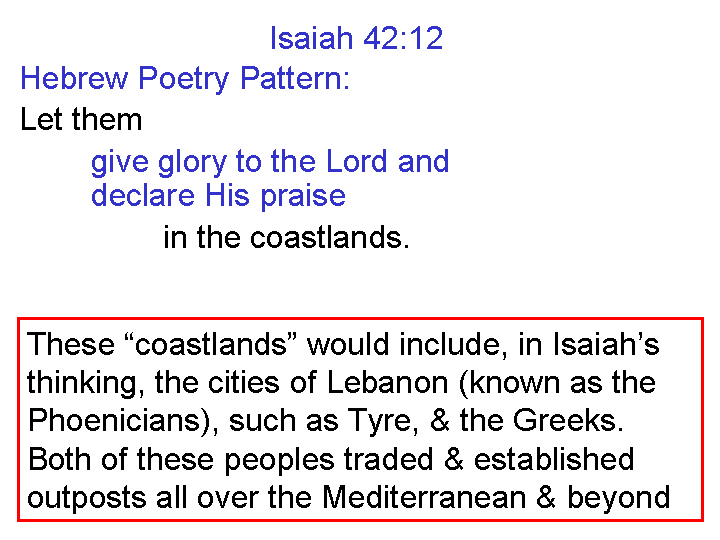 Isaiah 42:12
Hebrew Poetry Pattern:
Let them
give glory to the Lord and
declare His praise
in the coastlands.
These “coastlands” would include, in Isaiah’s
thinking, the cities of Lebanon (known as the
Phoenicians), such as Tyre, & the Greeks.
Both of these peoples traded & established
outposts all over the Mediterranean & beyond